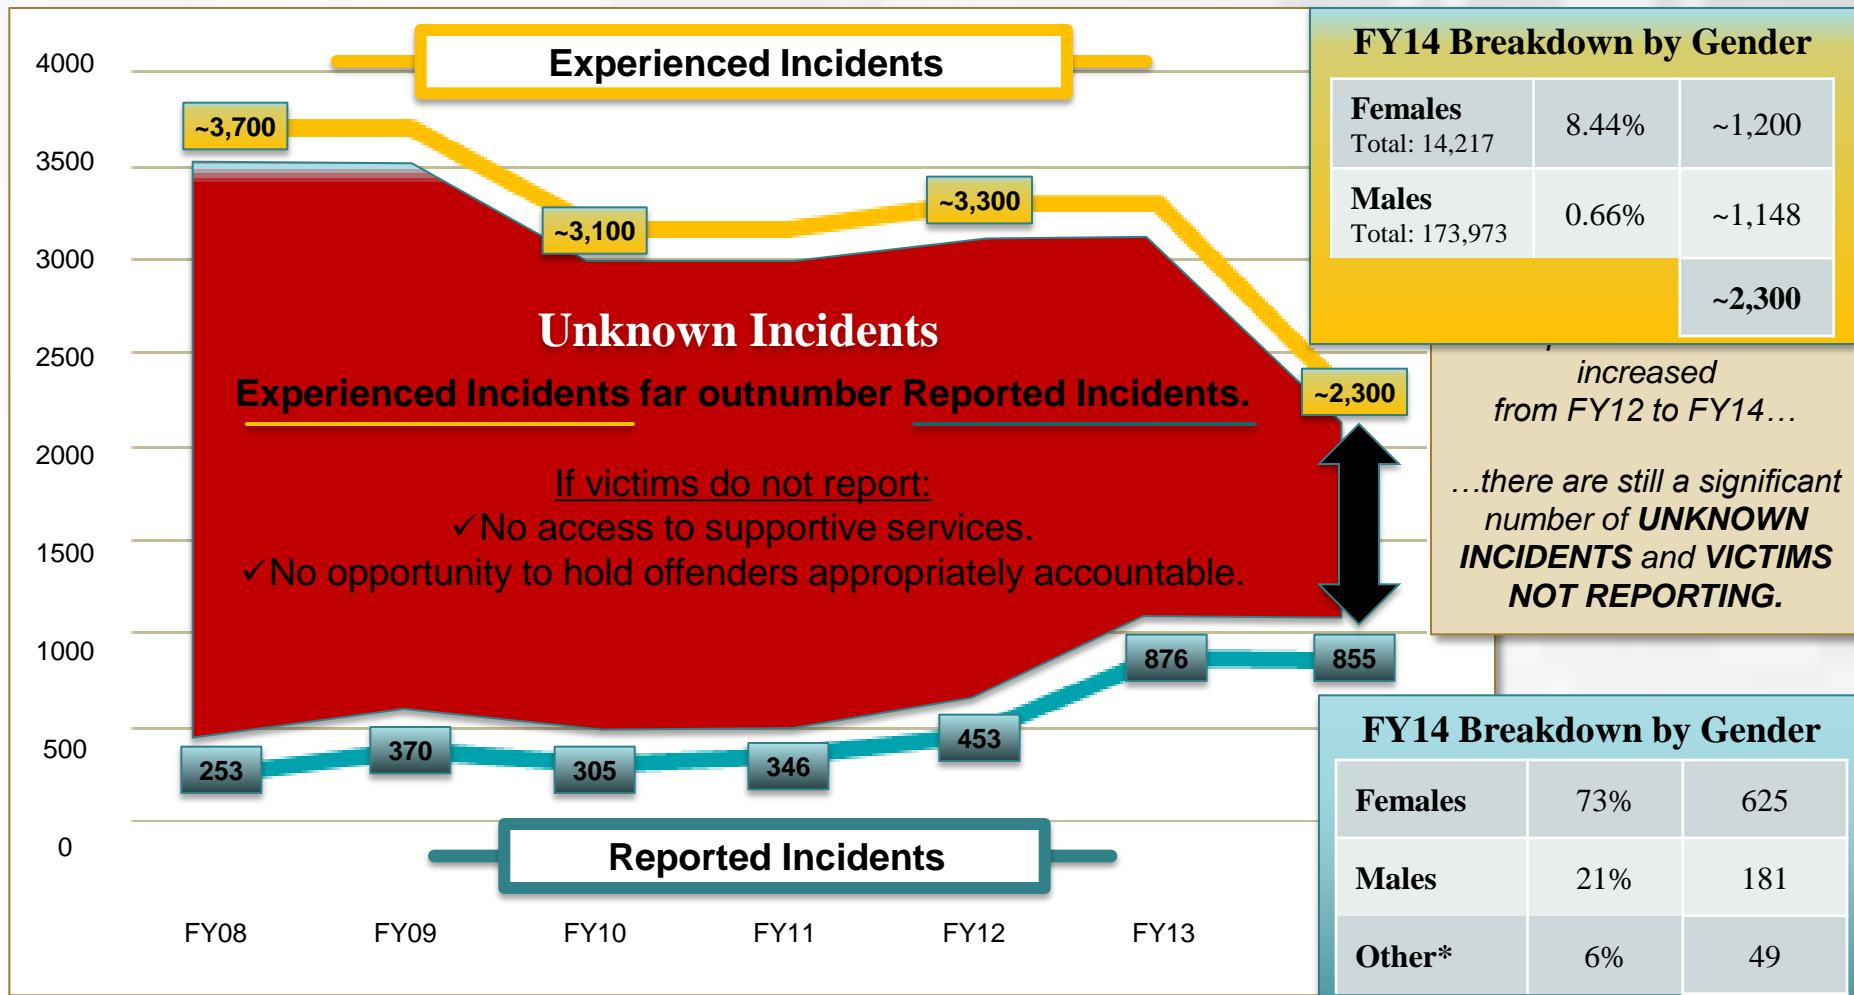 Experienced Incidents
4000
3500
3000
2500
2000
1500
1000
500
0
~3,700
~3,100
~3,300
~2,300
Unknown Incidents
Experienced Incidents far outnumber Reported Incidents.
If victims do not report:
✓No access to supportive services.
✓No opportunity to hold offenders appropriately accountable.
253
370
305
346
453
876
855
Reported Incidents
FY08 FY09 FY10 FY11 FY12 FY13
FY14 Breakdown by Gender
Females 8.44% ~1,200
Total: 14,217
Males 0.66% ~1,148
Total: 173,973
~2,300
increased
from FY12 to FY14…
…there are still a significant
number of UNKNOWN
INCIDENTS and VICTIMS
NOT REPORTING.
FY14 Breakdown by Gender
Females 73% 625
Males 21% 181
Other* 6% 49